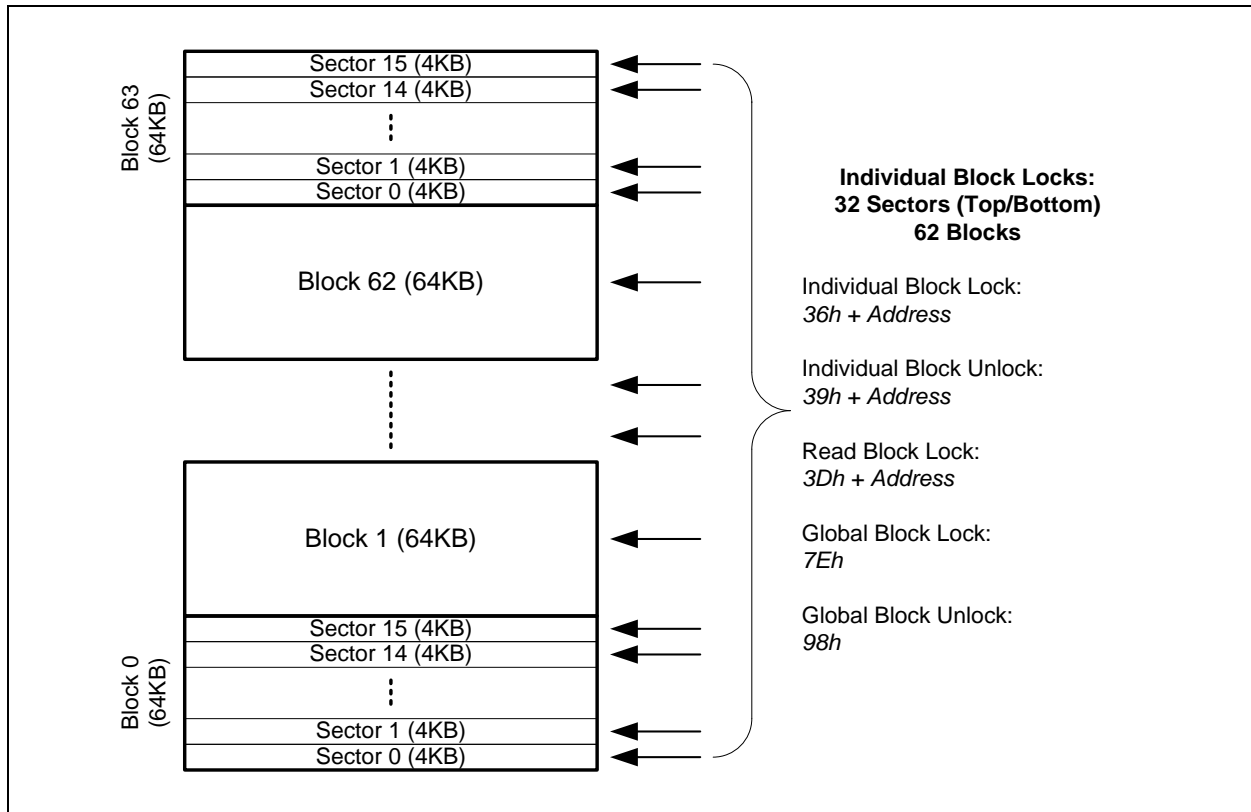 Block 63
(64KB)
Sector 15 (4KB)
Sector 14 (4KB)
Sector 1 (4KB)
Sector 0 (4KB)
Block 62 (64KB)
Block 1 (64KB)
Block 0
(64KB)
Sector 15 (4KB)
Sector 14 (4KB)
Sector 1 (4KB)
Sector 0 (4KB)
Individual Block Locks:
32 Sectors (Top/Bottom)
62 Blocks
Individual Block Lock:
36h + Address
Individual Block Unlock:
39h + Address
Read Block Lock:
3Dh + Address
Global Block Lock:
7Eh
Global Block Unlock:
98h